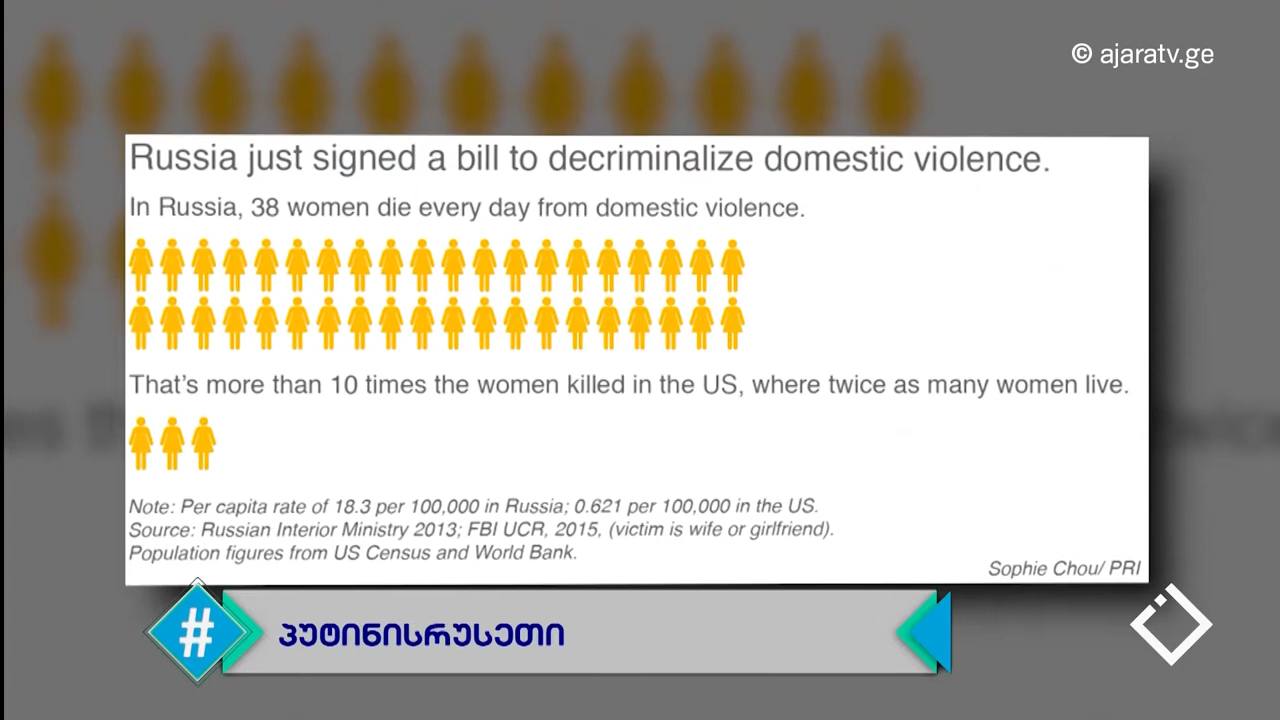 © ajaratv.ge
Russia just signed a bill to decriminalize domestic violence.
In Russia, 38 women die every day from domestic violence.
That's more than 10 times the women killed in the US, where twice as many women live.
Note: Per capita rate of 18.3 per 100,000 in Russia; 0.621 per 100,000 in the US.
Source: Russian Interior Ministry 2013; FBI UCR, 2015, (victim is wife or girlfriend).
Population figures from US Census and World Bank.
Sophie Chou/ PRI
# პუტინისრუსეთი